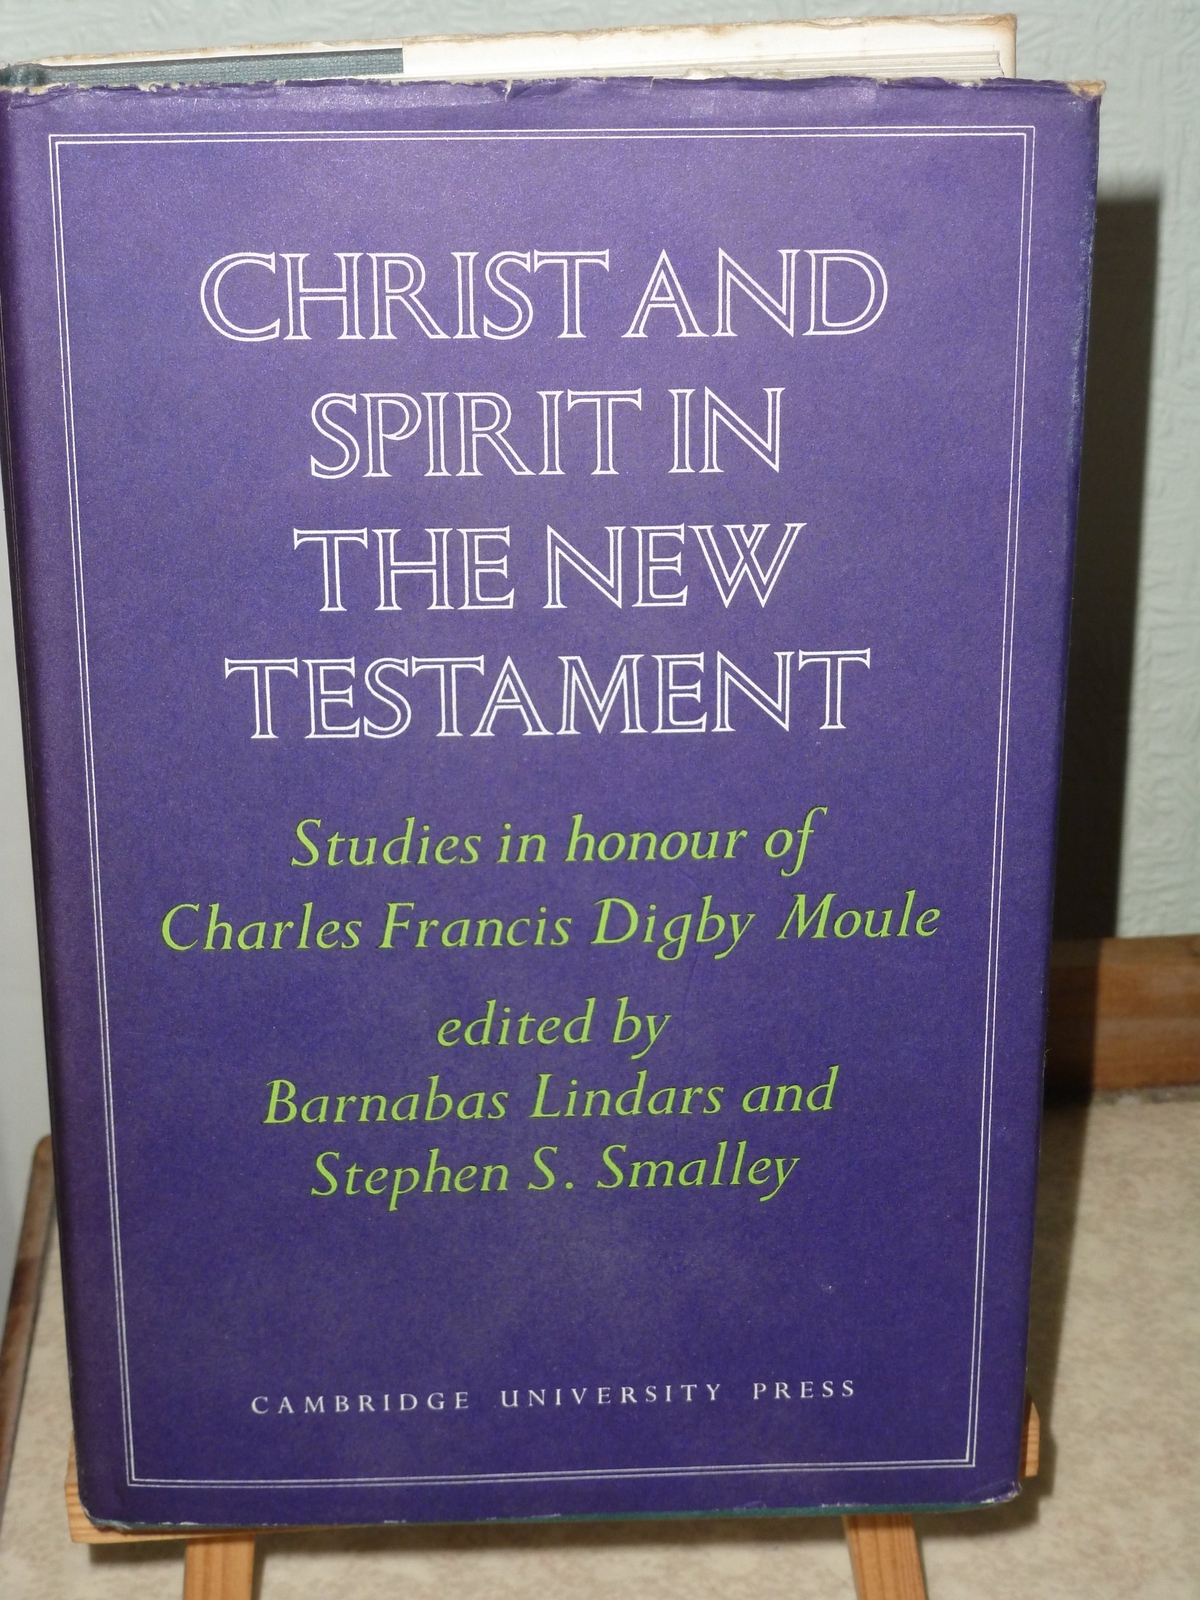 CHRIST AND
SPIRIT IN
THE NEW
TESTAMENT
Studies in honour of
Charles Francis Digby Moule
edited by
Barnabas Lindars and
Stephen S. Smalley
CAMBRIDGE UNIVERSITY PRESS